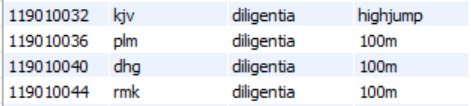 119010032 kjv diligentia highjump
119010036 plm diligentia 100m
119010040 dhg diligentia 100m
119010044 rmk diligentia 100m